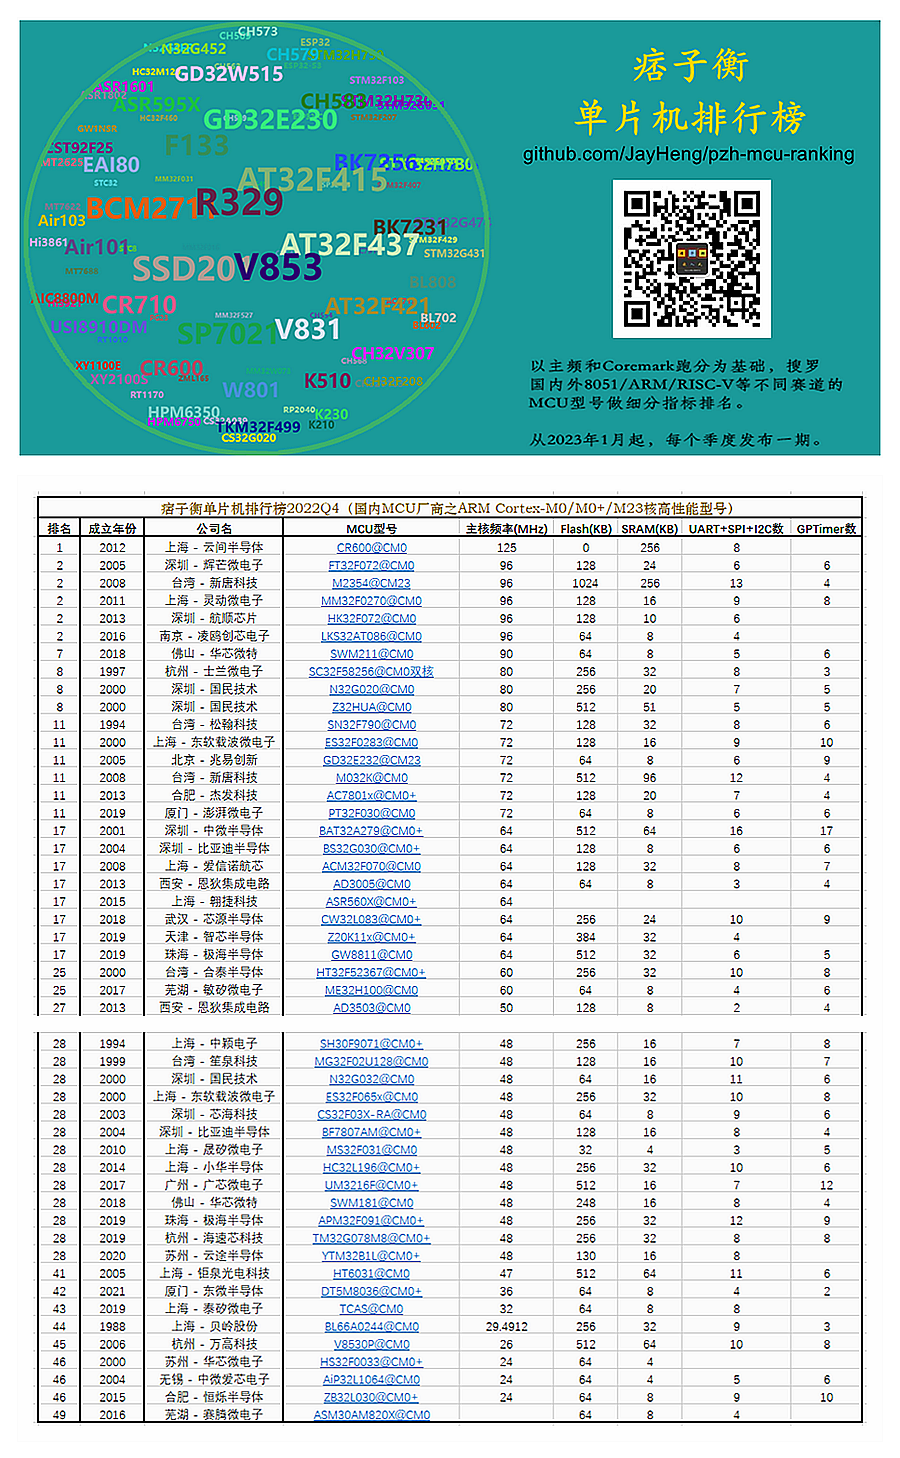 CH573
N32G452
ESP32
CH579
STM32H750
HC32M120
GD32W515
ASR1601
STM32F103
ASR1802
ASR595X
CH583
STM32H73
HC32F460
GD32E230
STM32F207
GW1NSR
F133
CST92F25
BK7256
MT2625
EAI80
AT32F415
STC32
MM32F031
R329
BCM271
Air103
BK7231
STM32G474
Hi3861
Air101
AT32F437
STM32F429
STM32G431
SSD20
V853
MT7688
BL808
AIC8800M
CR710
AT32F421
MM32F527
BL702
USI8910DM
SP7021
V831
RT1010
CH32V307
XY1100E
CR600
XY2100S
ZML165
K510
CH32F208
RT1170
W801
HPM6350
RP2040
K230
HPM6750
TKM32F499
K210
CS32G020
痞子衡
单片机排行榜
github.com/JayHeng/pzh-mcu-ranking
以主频和Coremark跑分为基础，搜罗
国内外8051/ARM/RISC-V等不同赛道的
MCU型号做细分指标排名。
从2023年1月起，每个季度发布一期。
痞子衡单片机排行榜2022Q4（国内MCU厂商之ARM Cortex-M0/M0+/M23核高性能型号）
排名 成立年份 公司名 MCU型号 主核频率(MHz) Flash(KB) SRAM(KB) UART+SPI+I2C数 GPTimer数
1 2012 上海 - 云间半导体 CR600@CM0 125 0 256 8
2 2005 深圳 - 辉芒微电子 FT32F072@CM0 96 128 24 6 6
2 2008 台湾 - 新唐科技 M2354@CM23 96 1024 256 13 4
2 2011 上海 - 灵动微电子 MM32F0270@CM0 96 128 16 9 8
2 2013 深圳 - 航顺芯片 HK32F072@CM0 96 128 10 6
2 2016 南京 - 凌鸥创芯电子 LKS32AT086@CM0 96 64 8 4
7 2018 佛山 - 华芯微特 SWM211@CM0 90 64 8 5 6
8 1997 杭州 - 士兰微电子 SC32F58256@CM0双核 80 256 32 8 3
8 2000 深圳 - 国民技术 N32G020@CM0 80 256 20 7 5
8 2000 深圳 - 国民技术 Z32HUA@CM0 80 512 51 5 5
11 1994 台湾 - 松翰科技 SN32F790@CM0 72 128 32 8 6
11 2000 上海 - 东软载波微电子 ES32F0283@CM0 72 128 16 9 10
11 2005 北京 - 兆易创新 GD32E232@CM23 72 64 8 6 9
11 2008 台湾 - 新唐科技 M032K@CM0 72 512 96 12 4
11 2013 合肥 - 杰发科技 AC7801x@CM0+ 72 128 20 7 4
11 2019 厦门 - 澎湃微电子 PT32F030@CM0 72 64 8 6 6
17 2001 深圳 - 中微半导体 BAT32A279@CM0+ 64 512 64 16 17
17 2004 深圳 - 比亚迪半导体 BS32G030@CM0+ 64 128 8 6 6
17 2008 上海 - 爱信诺航芯 ACM32F070@CM0 64 128 32 8 7
17 2013 西安 - 恩狄集成电路 AD3005@CM0 64 64 8 3 4
17 2015 上海 - 翱捷科技 ASR560X@CM0+ 64
17 2018 武汉 - 芯源半导体 CW32L083@CM0+ 64 256 24 10 9
17 2019 天津 - 智芯半导体 Z20K11x@CM0+ 64 384 32 4
17 2019 珠海 - 极海半导体 GW8811@CM0 64 512 32 6 5
25 2000 台湾 - 合泰半导体 HT32F52367@CM0+ 60 256 32 10 8
25 2017 芜湖 - 敏矽微电子 ME32H100@CM0 60 64 8 4 6
27 2013 西安 - 恩狄集成电路 AD3503@CM0 50 128 8 2 4
28 1994 上海 - 中颖电子 SH30F9071@CM0+ 48 256 16 7 8
28 1999 台湾 - 笙泉科技 MG32F02U128@CM0 48 128 16 10 7
28 2000 深圳 - 国民技术 N32G032@CM0 48 64 16 11 6
28 2000 上海 - 东软载波微电子 ES32F065x@CM0 48 256 32 10 8
28 2003 深圳 - 芯海科技 CS32F03X-RA@CM0 48 64 8 9 6
28 2004 深圳 - 比亚迪半导体 BF7807AM@CM0+ 48 128 16 8 4
28 2010 上海 - 晟矽微电子 MS32F031@CM0 48 32 4 3 5
28 2014 上海 - 小华半导体 HC32L196@CM0+ 48 256 32 10 6
28 2017 广州 - 广芯微电子 UM3216F@CM0+ 48 512 16 7 12
28 2018 佛山 - 华芯微特 SWM181@CM0 48 248 16 8 4
28 2019 珠海 - 极海半导体 APM32F091@CM0+ 48 256 32 12 9
28 2019 杭州 - 海速芯科技 TM32G078M8@CM0+ 48 256 32 8 8
28 2020 苏州 - 云途半导体 YTM32B1L@CM0+ 48 130 16 8
41 2005 上海 - 钜泉光电科技 HT6031@CM0 47 512 64 11 6
42 2021 厦门 - 东微半导体 DT5M8036@CM0+ 36 64 8 4 2
43 2019 上海 - 泰矽微电子 TCAS@CM0 32 64 8 8
44 1988 上海 - 贝岭股份 BL66A0244@CM0 29.4912 256 32 9 3
45 2006 杭州 - 万高科技 V8530P@CM0 26 512 64 10 8
46 2000 苏州 - 华芯微电子 HS32F0033@CM0+ 24 64 4
46 2004 无锡 - 中微爱芯电子 AiP32L1064@CM0 24 64 4 5 6
46 2015 合肥 - 恒烁半导体 ZB32L030@CM0+ 24 64 8 9 10
49 2016 芜湖 - 赛腾微电子 ASM30AM820X@CM0 64 8 4